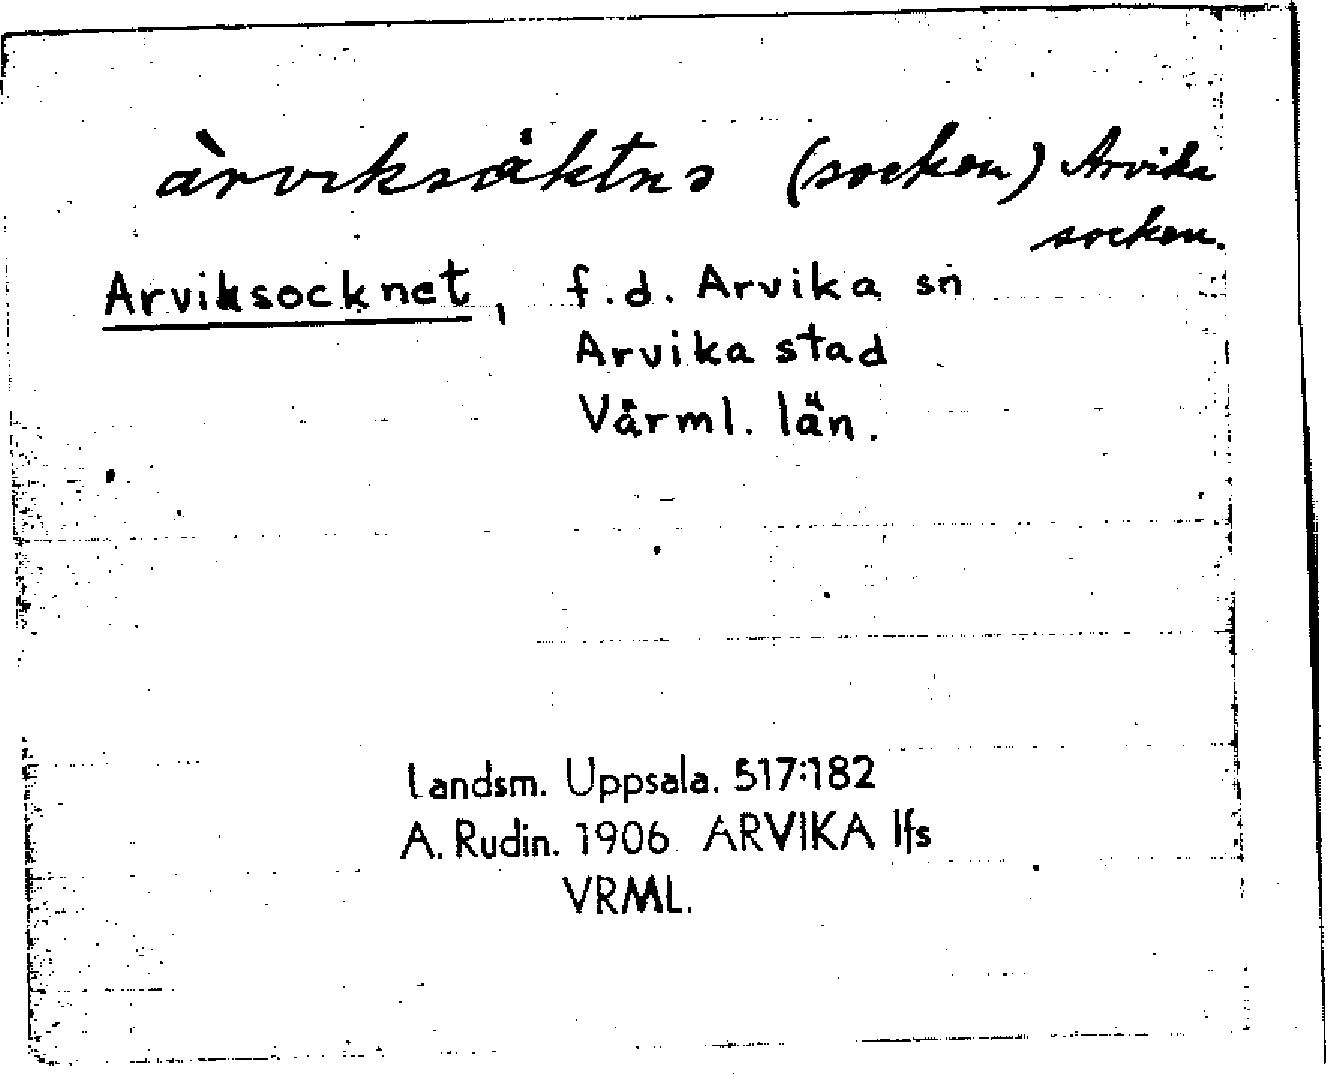 àrviksåktnɔ (socken) Arvika
socken.
Arviksocknet, f.d. Arvika sn
Arvika stad
Värml. län.
Landsm. Uppsala. 517:182
A. Rudin. 1906 ARVIKA lfs
VRML.